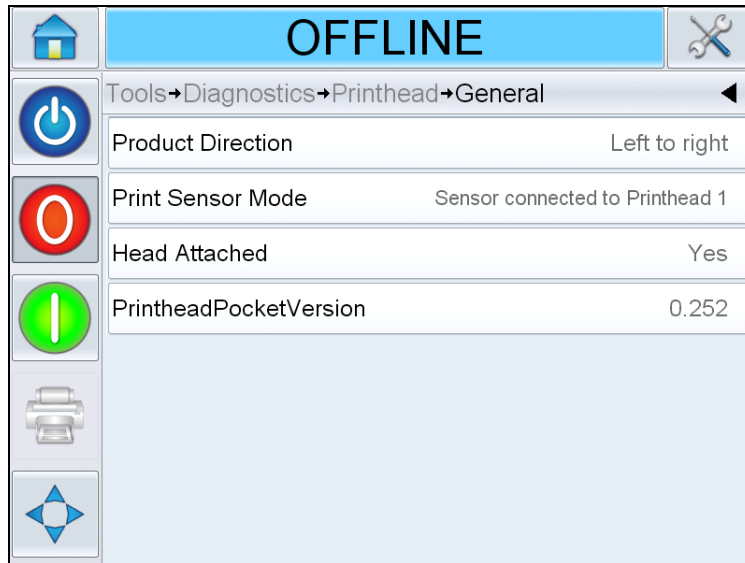 OFFLINE
Tools→Diagnostics→Printhead→General
Product Direction Left to right
Print Sensor Mode Sensor connected to Printhead 1
Head Attached Yes
PrintheadPocketVersion 0.252